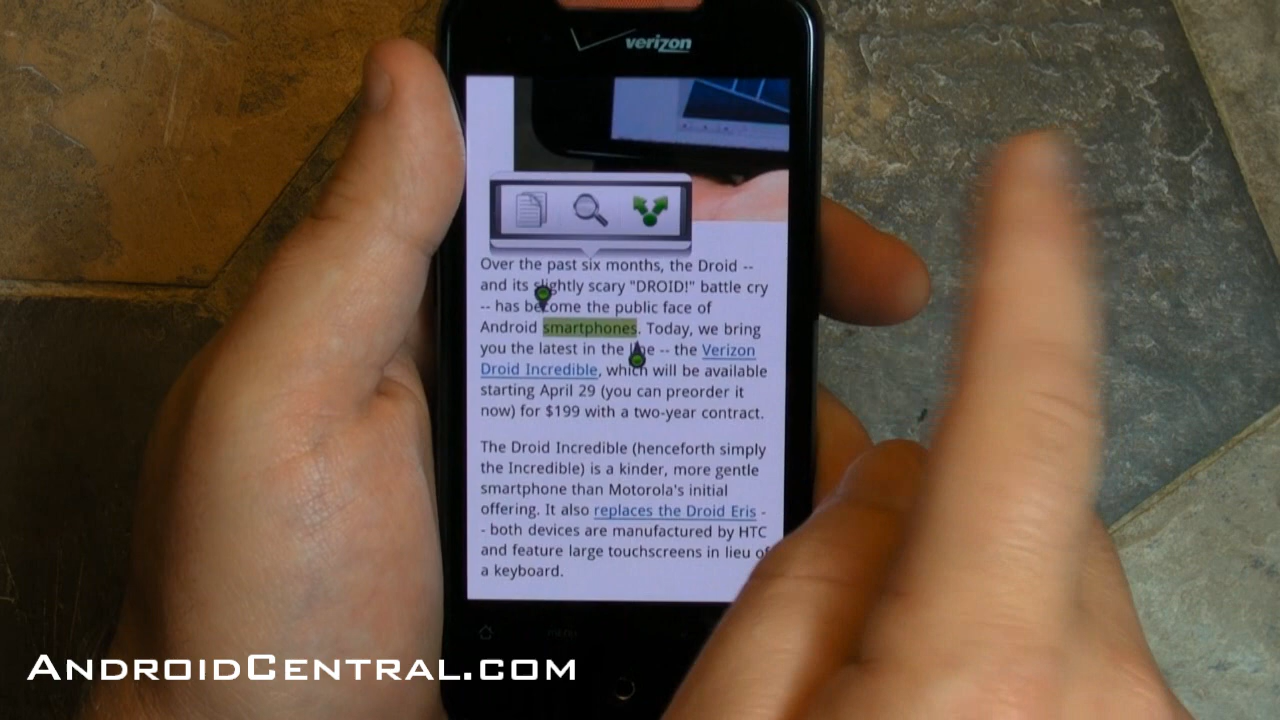 verizon
Over the past six months, the Droid --
and its slightly scary "DROID!" battle cry
-- has become the public face of
Android smartphones. Today, we bring
you the latest in the line -- the Verizon
Droid Incredible, which will be available
starting April 29 (you can preorder it
now) for $199 with a two-year contract.
The Droid Incredible (henceforth simply
the Incredible) is a kinder, more gentle
smartphone than Motorola's initial
offering. It also replaces the Droid Eris -
- both devices are manufactured by HTC
and feature large touchscreens in lieu of
a keyboard.
menu
AndroidCentral.com